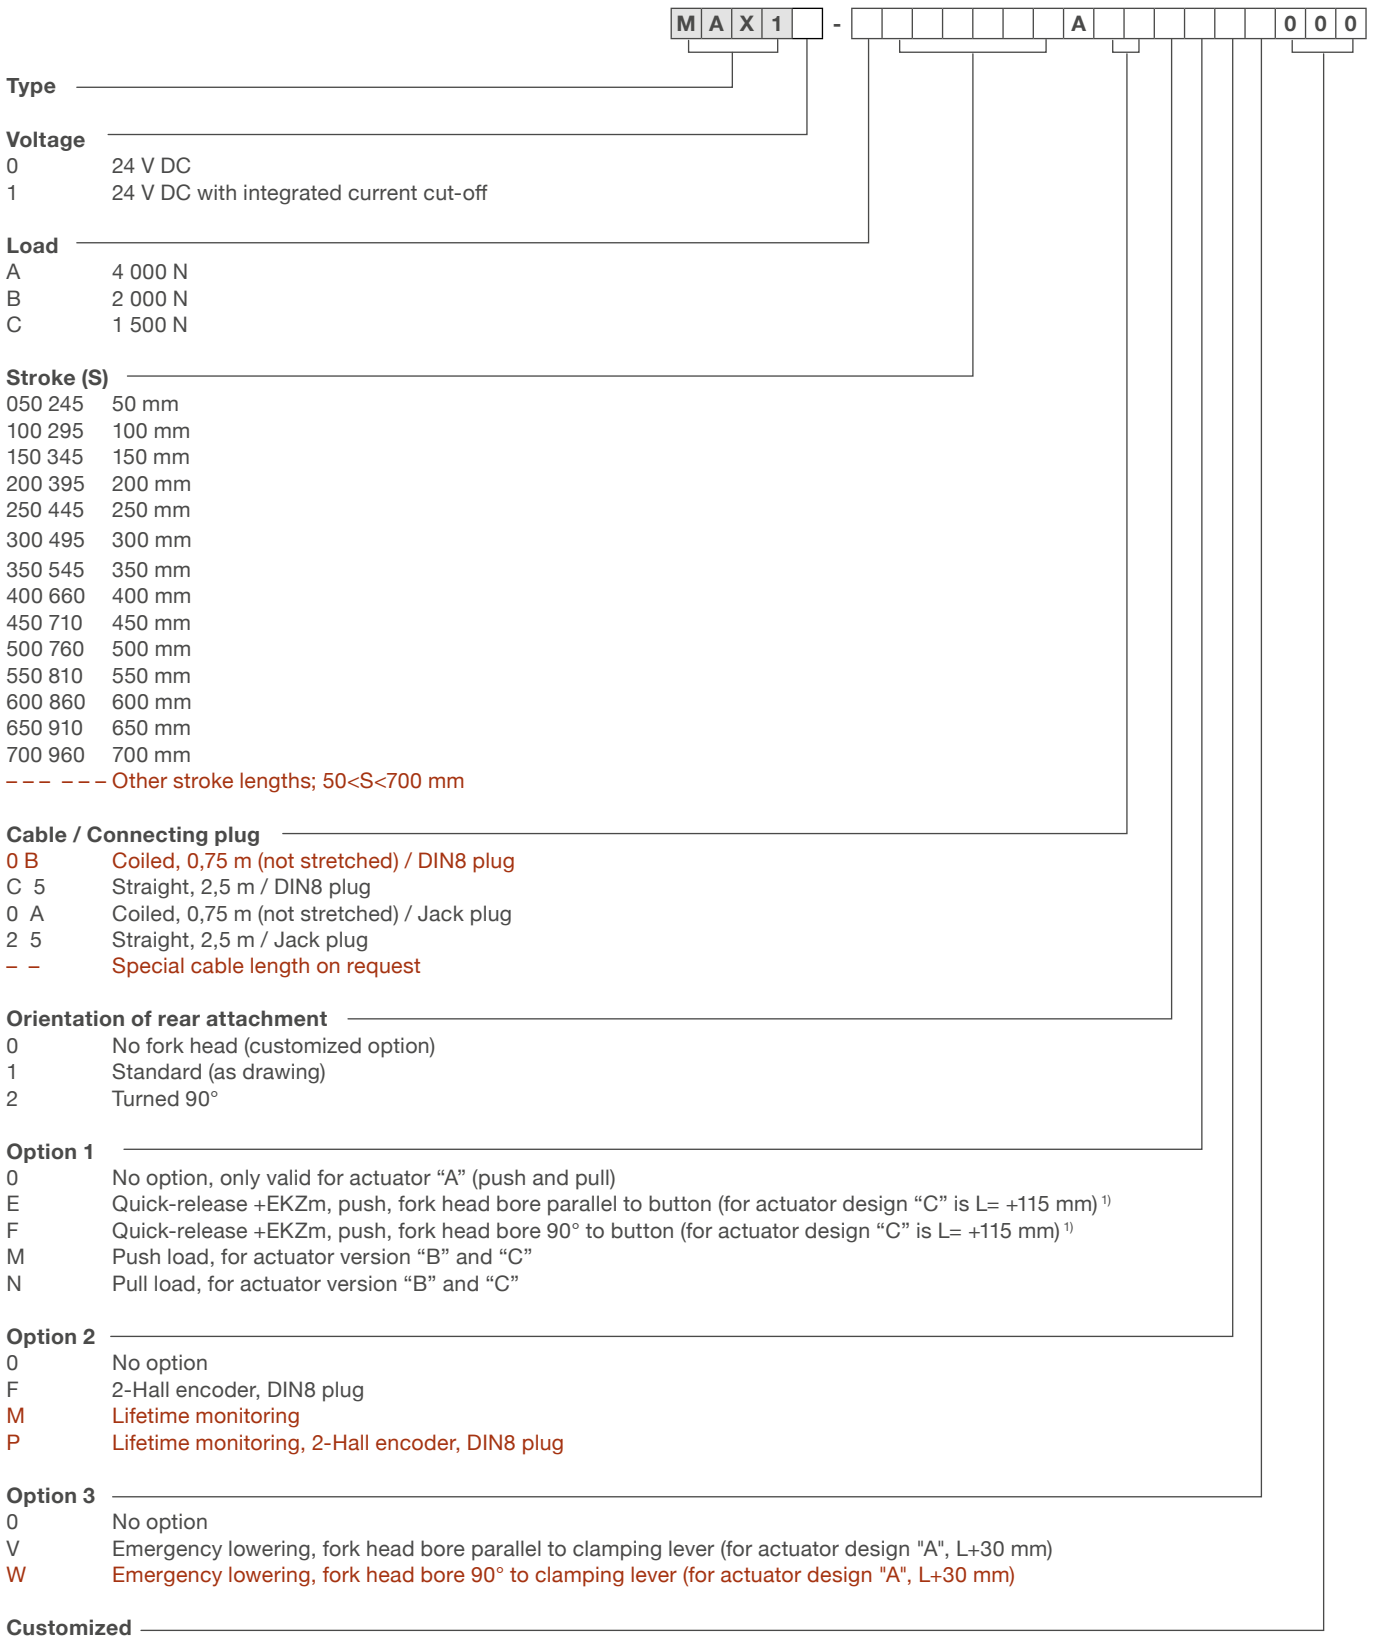 M A X 1 - A 0 0 0
Type
Voltage
0 24 V DC
1 24 V DC with integrated current cut-off
Load
A 4 000 N
B 2 000 N
C 1 500 N
Stroke (S)
050 245 50 mm
100 295 100 mm
150 345 150 mm
200 395 200 mm
250 445 250 mm
300 495 300 mm
350 545 350 mm
400 660 400 mm
450 710 450 mm
500 760 500 mm
550 810 550 mm
600 860 600 mm
650 910 650 mm
700 960 700 mm
– – – – – – Other stroke lengths; 50<S<700 mm
Cable / Connecting plug
0 B Coiled, 0,75 m (not stretched) / DIN8 plug
C 5 Straight, 2,5 m / DIN8 plug
0 A Coiled, 0,75 m (not stretched) / Jack plug
2 5 Straight, 2,5 m / Jack plug
– – Special cable length on request
Orientation of rear attachment
0 No fork head (customized option)
1 Standard (as drawing)
2 Turned 90°
Option 1
0 No option, only valid for actuator “A” (push and pull)
E Quick-release +EKZm, push, fork head bore parallel to button (for actuator design “C” is L= +115 mm) 1)
F Quick-release +EKZm, push, fork head bore 90° to button (for actuator design “C” is L= +115 mm) 1)
M Push load, for actuator version “B” and “C”
N Pull load, for actuator version “B” and “C”
Option 2
0 No option
F 2-Hall encoder, DIN8 plug
M Lifetime monitoring
P Lifetime monitoring, 2-Hall encoder, DIN8 plug
Option 3
0 No option
V Emergency lowering, fork head bore parallel to clamping lever (for actuator design "A", L+30 mm)
W Emergency lowering, fork head bore 90° to clamping lever (for actuator design "A", L+30 mm)
Customized